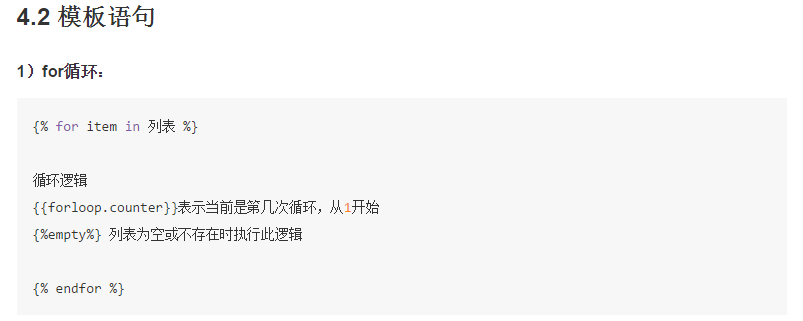 4.2 模板语句
1）for循环：
{% for item in 列表 %}
循环逻辑
{{forloop.counter}}表示当前是第几次循环，从1开始
{%empty%} 列表为空或不存在时执行此逻辑
{% endfor %}